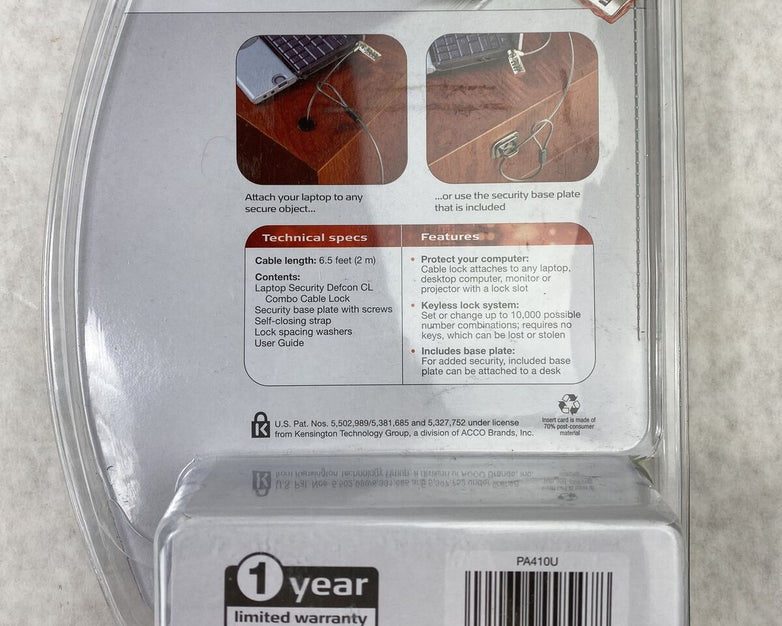 Attach your laptop to any
secure object...
...or use the security base plate
that is included
Technical specs
Cable length: 6.5 feet (2 m)
Contents:
Laptop Security Defcon CL
Combo Cable Lock
Security base plate with screws
Self-closing strap
Lock spacing washers
User Guide
Features
• Protect your computer:
Cable lock attaches to any laptop,
desktop computer, monitor or
projector with a lock slot
• Keyless lock system:
Set or change up to 10,000 possible
number combinations; requires no
keys, which can be lost or stolen
• Includes base plate:
For added security, included base
plate can be attached to a desk
K
U.S. Pat. Nos. 5,502,989/5,381,685 and 5,327,752 under license
from Kensington Technology Group, a division of ACCO Brands, Inc.
Insert card is made of
70% post-consumer
material
1 year
limited warranty
PA410U